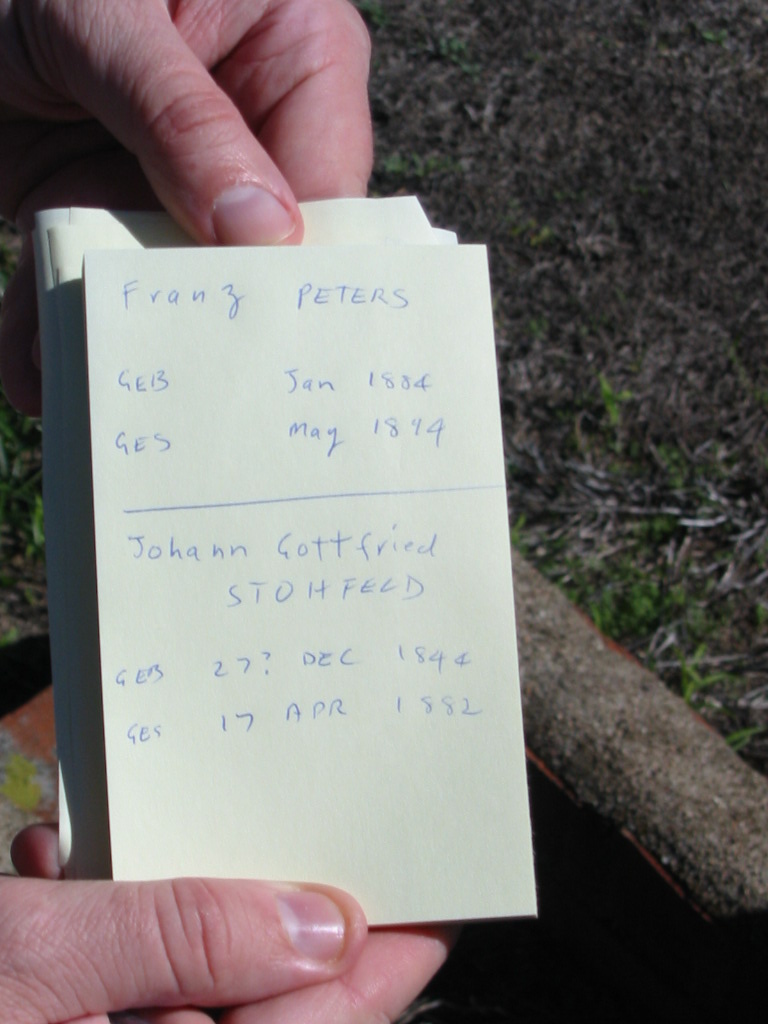 Franz PETERS
GEB Jan 1884
GES May 1894
Johann Gottfried
STOHFELD
GEB 27? DEC 1844
GES 17 APR 1882